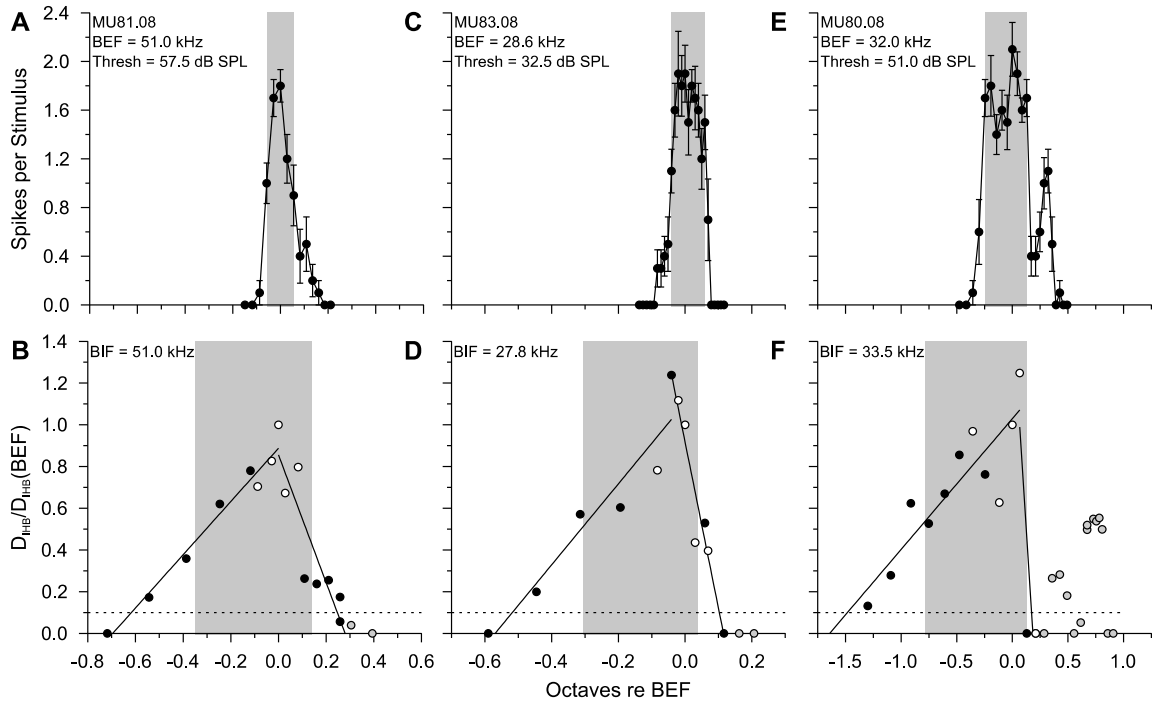 A
MU81.08
BEF = 51.0 kHz
Thresh = 57.5 dB SPL
C
MU83.08
BEF = 28.6 kHz
Thresh = 32.5 dB SPL
E
MU80.08
BEF = 32.0 kHz
Thresh = 51.0 dB SPL
Spikes per Stimulus
2.4
2.0
1.6
1.2
0.8
0.4
0.0
B
BIF = 51.0 kHz
D
BIF = 27.8 kHz
F
BIF = 33.5 kHz
D_IHB/D_IHB(BEF)
1.4
1.2
1.0
0.8
0.6
0.4
0.2
0.0
-0.8 -0.6 -0.4 -0.2 0.0 0.2 0.4 0.6
-0.6 -0.4 -0.2 0.0 0.2
-1.5 -1.0 -0.5 0.0 0.5 1.0
Octaves re BEF